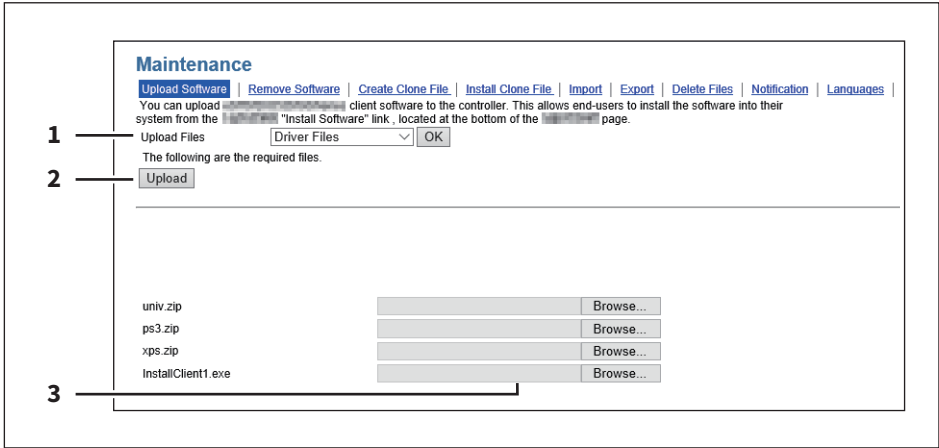 Maintenance
Upload Software | Remove Software | Create Clone File | Install Clone File | Import | Export | Delete Files | Notification | Languages |
You can upload client software to the controller. This allows end-users to install the software into their
system from the "Install Software" link , located at the bottom of the page.
1
Upload Files Driver Files OK
The following are the required files.
2
Upload
univ.zip Browse...
ps3.zip Browse...
xps.zip Browse...
InstallClient1.exe Browse...
3